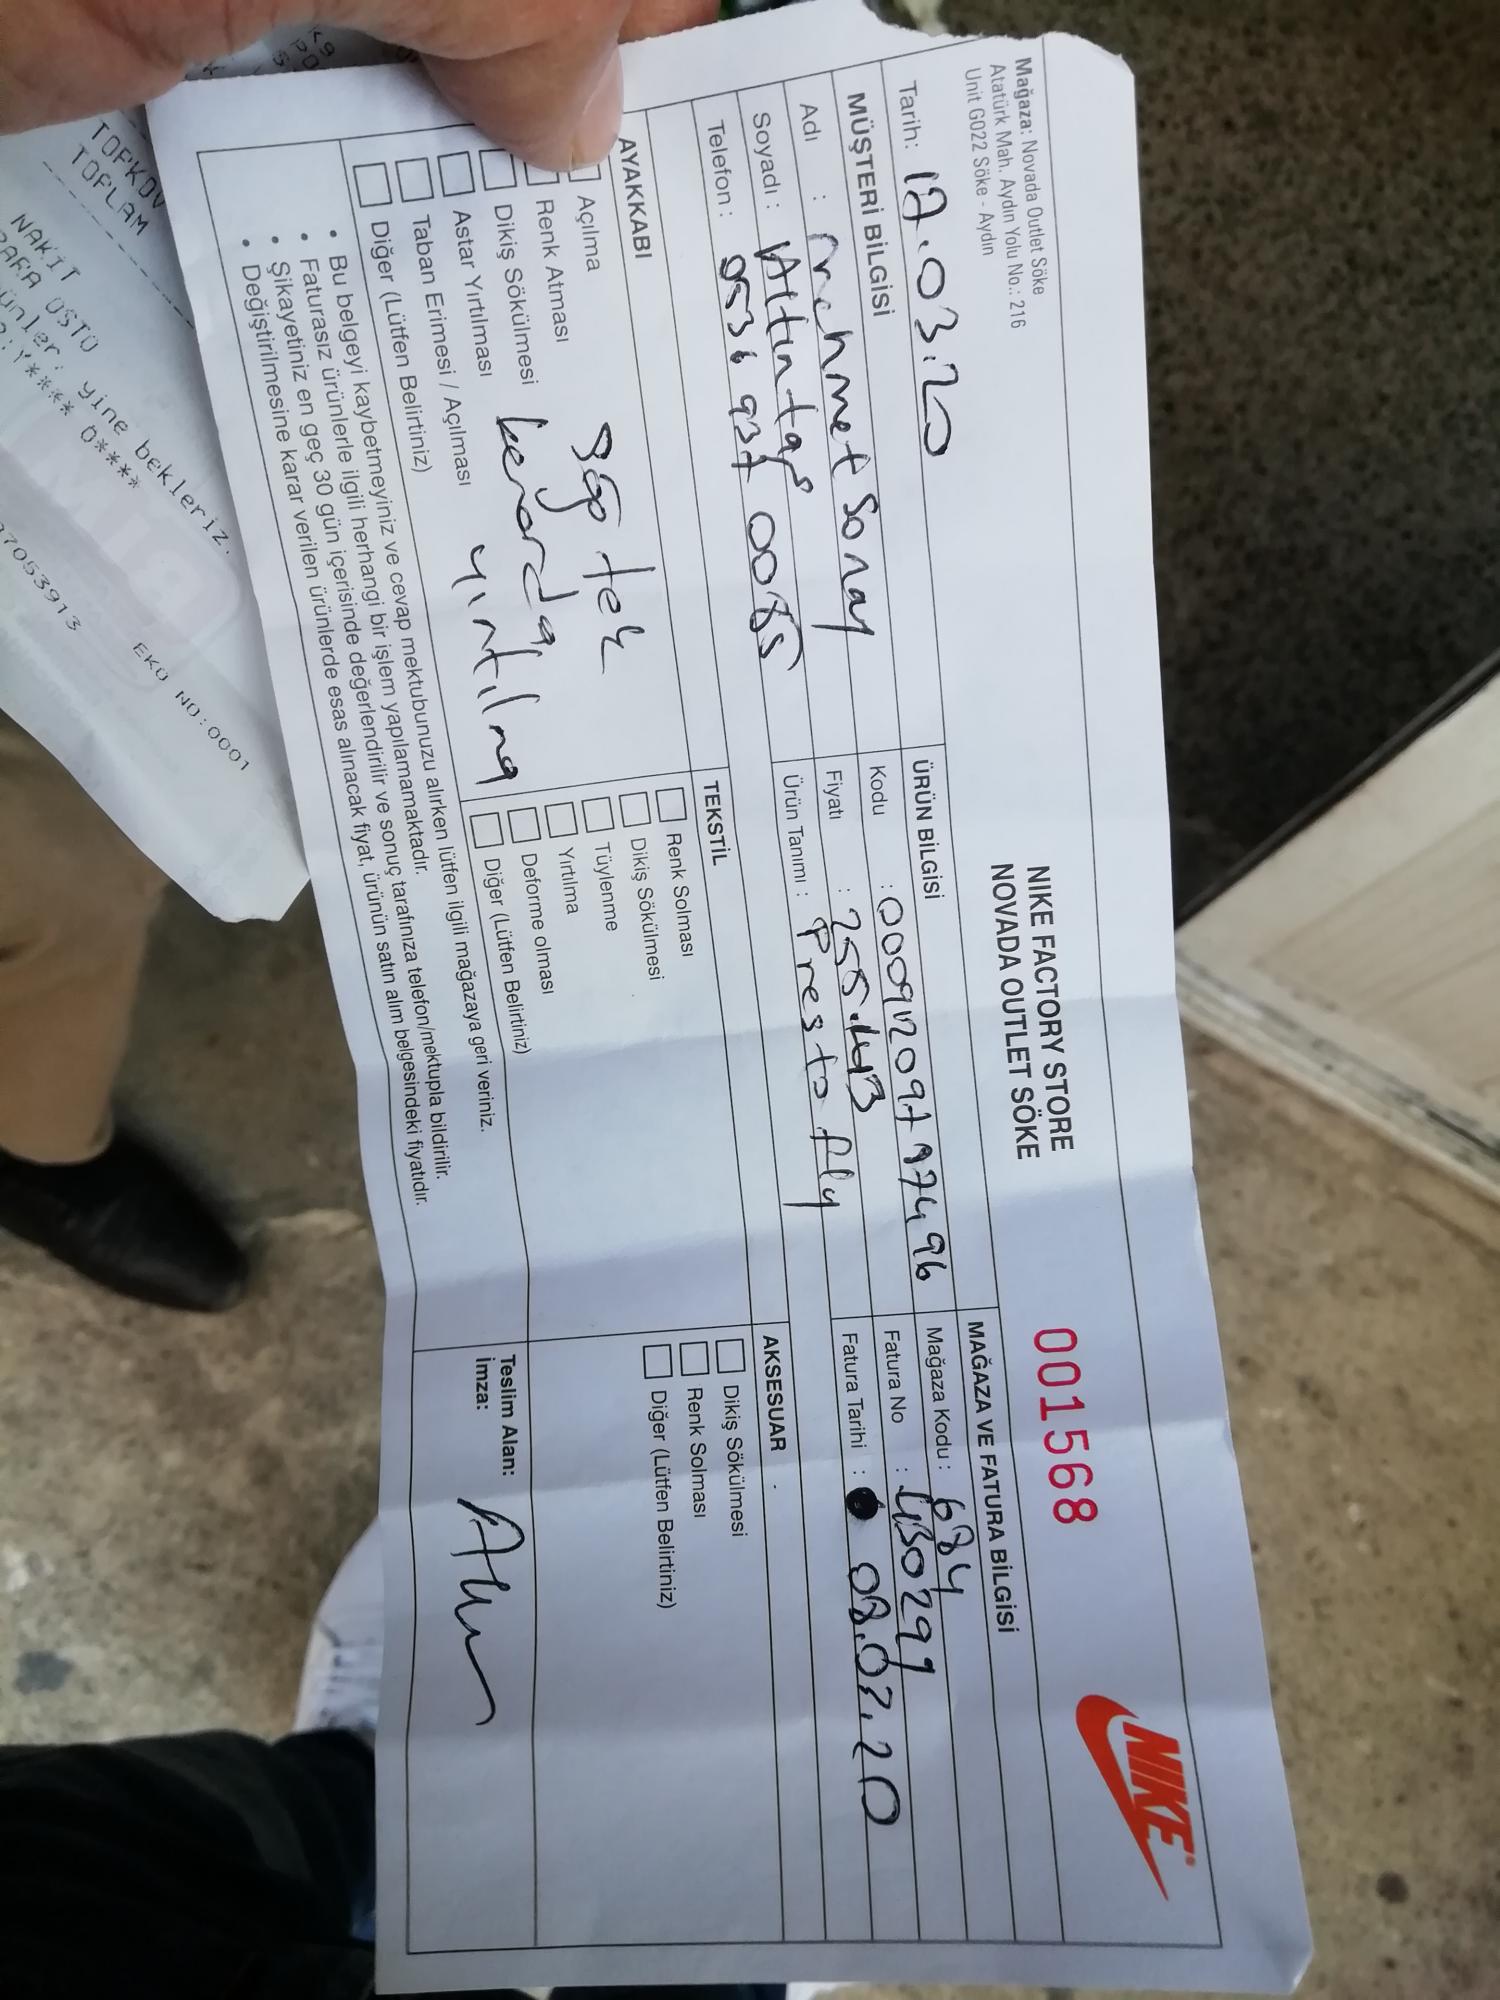 Mağaza: Novada Outlet Söke
Atatürk Mah. Aydın Yolu No.: 216
Unit G022 Söke - Aydın
NIKE FACTORY STORE
NOVADA OUTLET SÖKE
001568
NIKE
Tarih: 17.03.20
MÜŞTERİ BİLGİSİ
Adı : Mehmet Sonay
Soyadı : Altıntaş
Telefon : 0536 937 0085
ÜRÜN BİLGİSİ
Kodu : 00091209797496
Fiyatı : 255.43
Ürün Tanımı : Presto fly
MAĞAZA VE FATURA BİLGİSİ
Mağaza Kodu : 684
Fatura No : 430299
Fatura Tarihi : 08.02.20
AYAKKABI
Açılma
Renk Atması
Dikiş Sökülmesi
Astar Yırtılması
Taban Erimesi / Açılması
Diğer (Lütfen Belirtiniz)
sağ tek
kenarda
yırtılma
TEKSTİL
Renk Solması
Dikiş Sökülmesi
Tüylenme
Yırtılma
Deforme olması
Diğer (Lütfen Belirtiniz)
AKSESUAR
Dikiş Sökülmesi
Renk Solması
Diğer (Lütfen Belirtiniz)
• Bu belgeyi kaybetmeyiniz ve cevap mektubunuzu alırken lütfen ilgili mağazaya geri veriniz.
• Faturasız ürünlerle ilgili herhangi bir işlem yapılamamaktadır.
• Şikayetiniz en geç 30 gün içerisinde değerlendirilir ve sonuç tarafınıza telefon/mektupla bildirilir.
• Değiştirilmesine karar verilen ürünlerde esas alınacak fiyat, ürünün satın alım belgesindeki fiyatıdır.
Teslim Alan:
İmza:
TOPKDV
TOPLAM
NAKİT
PARA ÜSTÜ
yine bekleriz.
EKÜ NO:0001